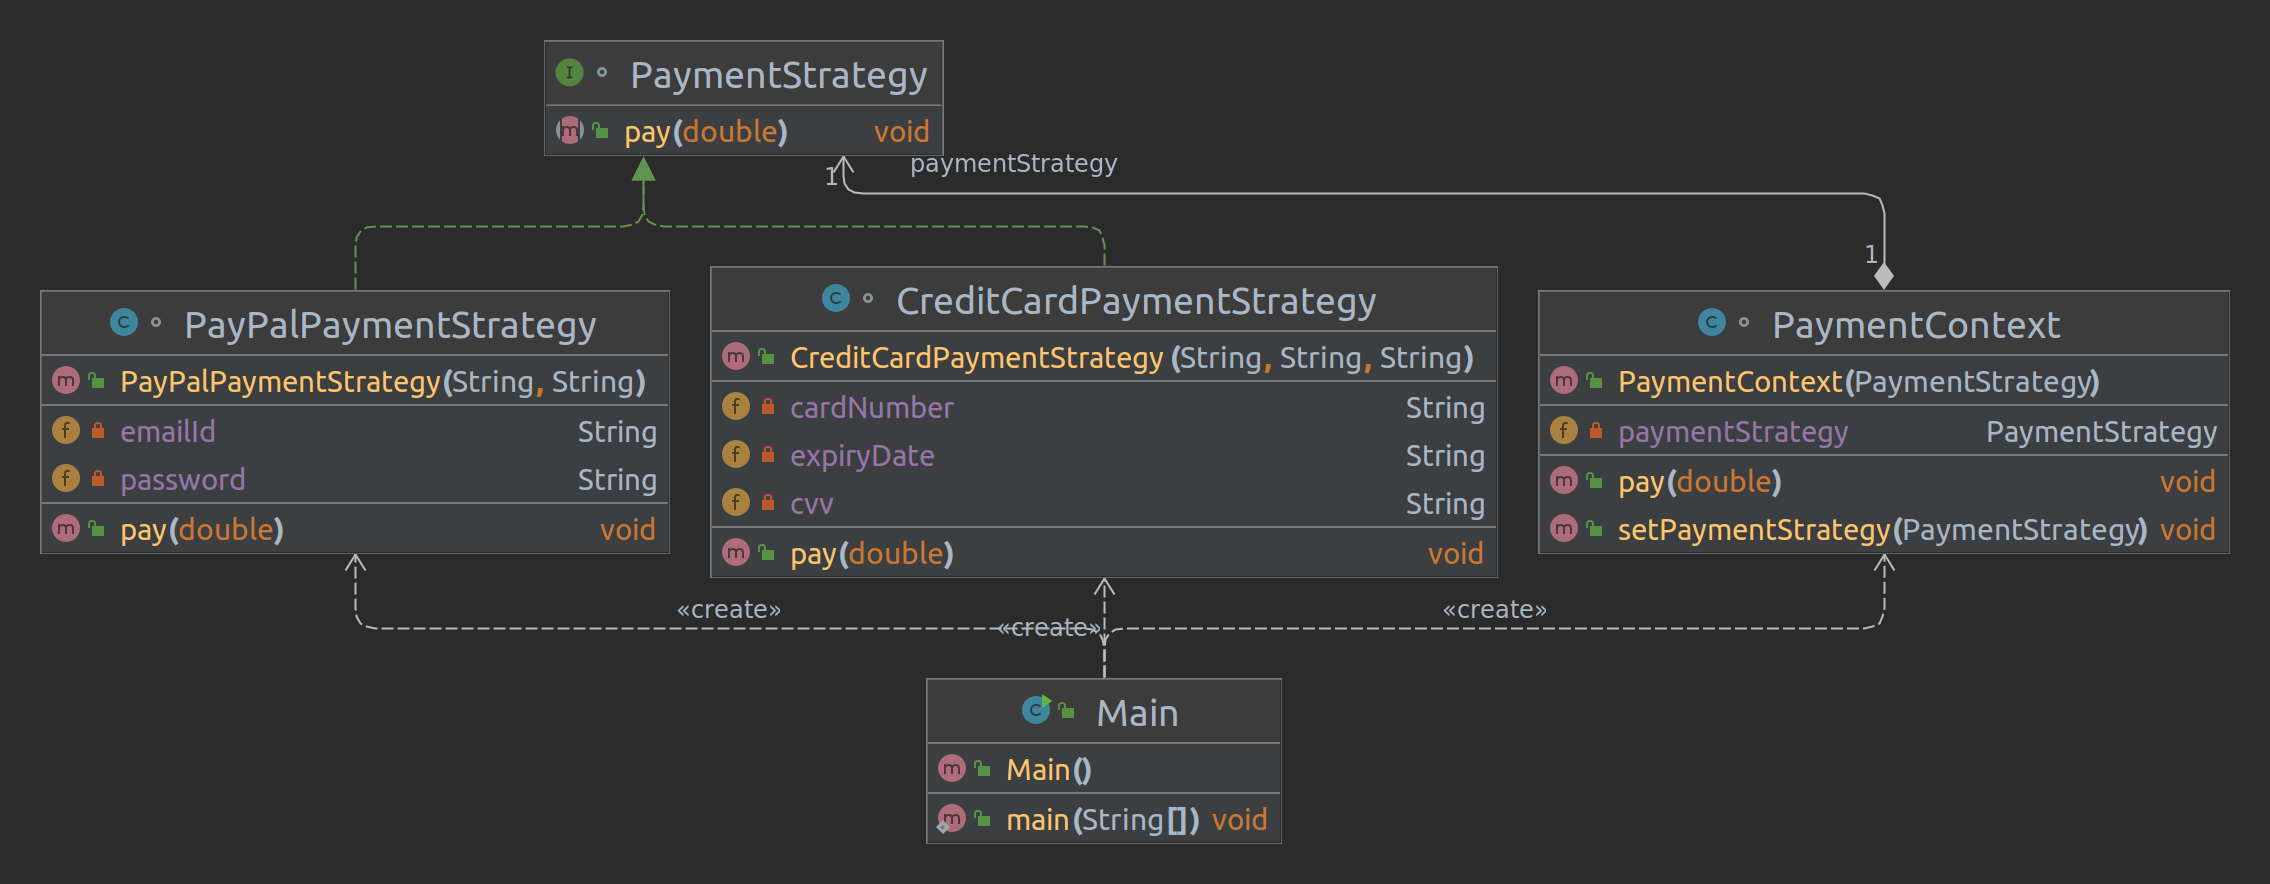 PaymentStrategy
pay(double) void
1
paymentStrategy
1
PayPalPaymentStrategy
PayPalPaymentStrategy(String, String)
emailId String
password String
pay(double) void
CreditCardPaymentStrategy
CreditCardPaymentStrategy(String, String, String)
cardNumber String
expiryDate String
cvv String
pay(double) void
PaymentContext
PaymentContext(PaymentStrategy)
paymentStrategy PaymentStrategy
pay(double) void
setPaymentStrategy(PaymentStrategy) void
«create»
«create»
«create»
Main
Main()
main(String[]) void